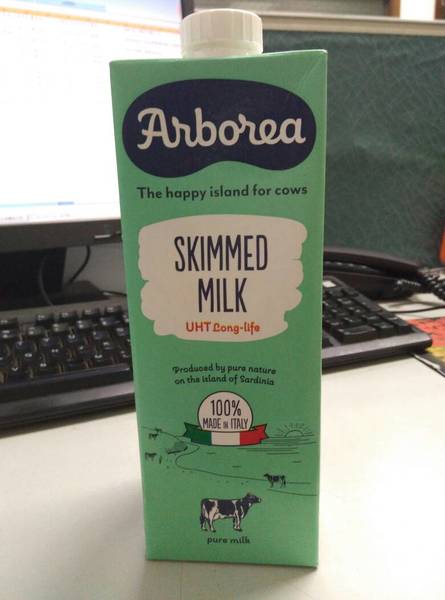 Arborea
The happy island for cows
SKIMMED
MILK
UHT Long-life
Produced by pure nature
on the island of Sardinia
100%
MADE IN ITALY
pure milk